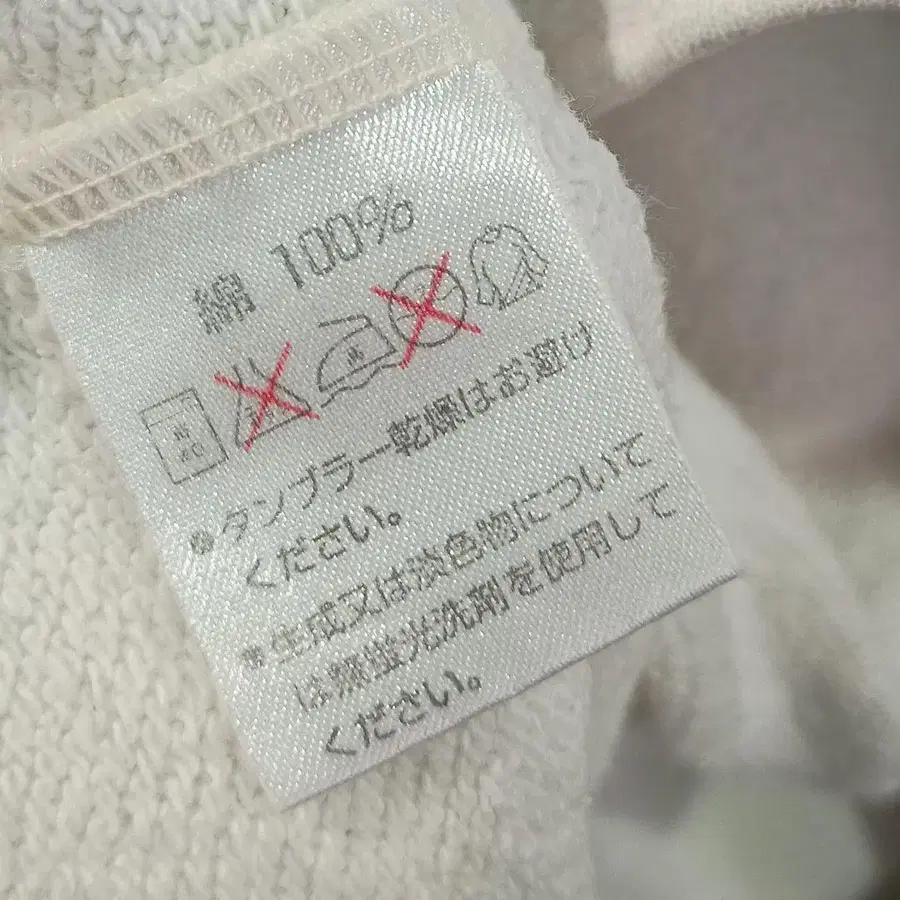 綿 100%
●タンブラー乾燥はお避け
ください。
●生成又は淡色物について
は無蛍光洗剤を使用して
ください。